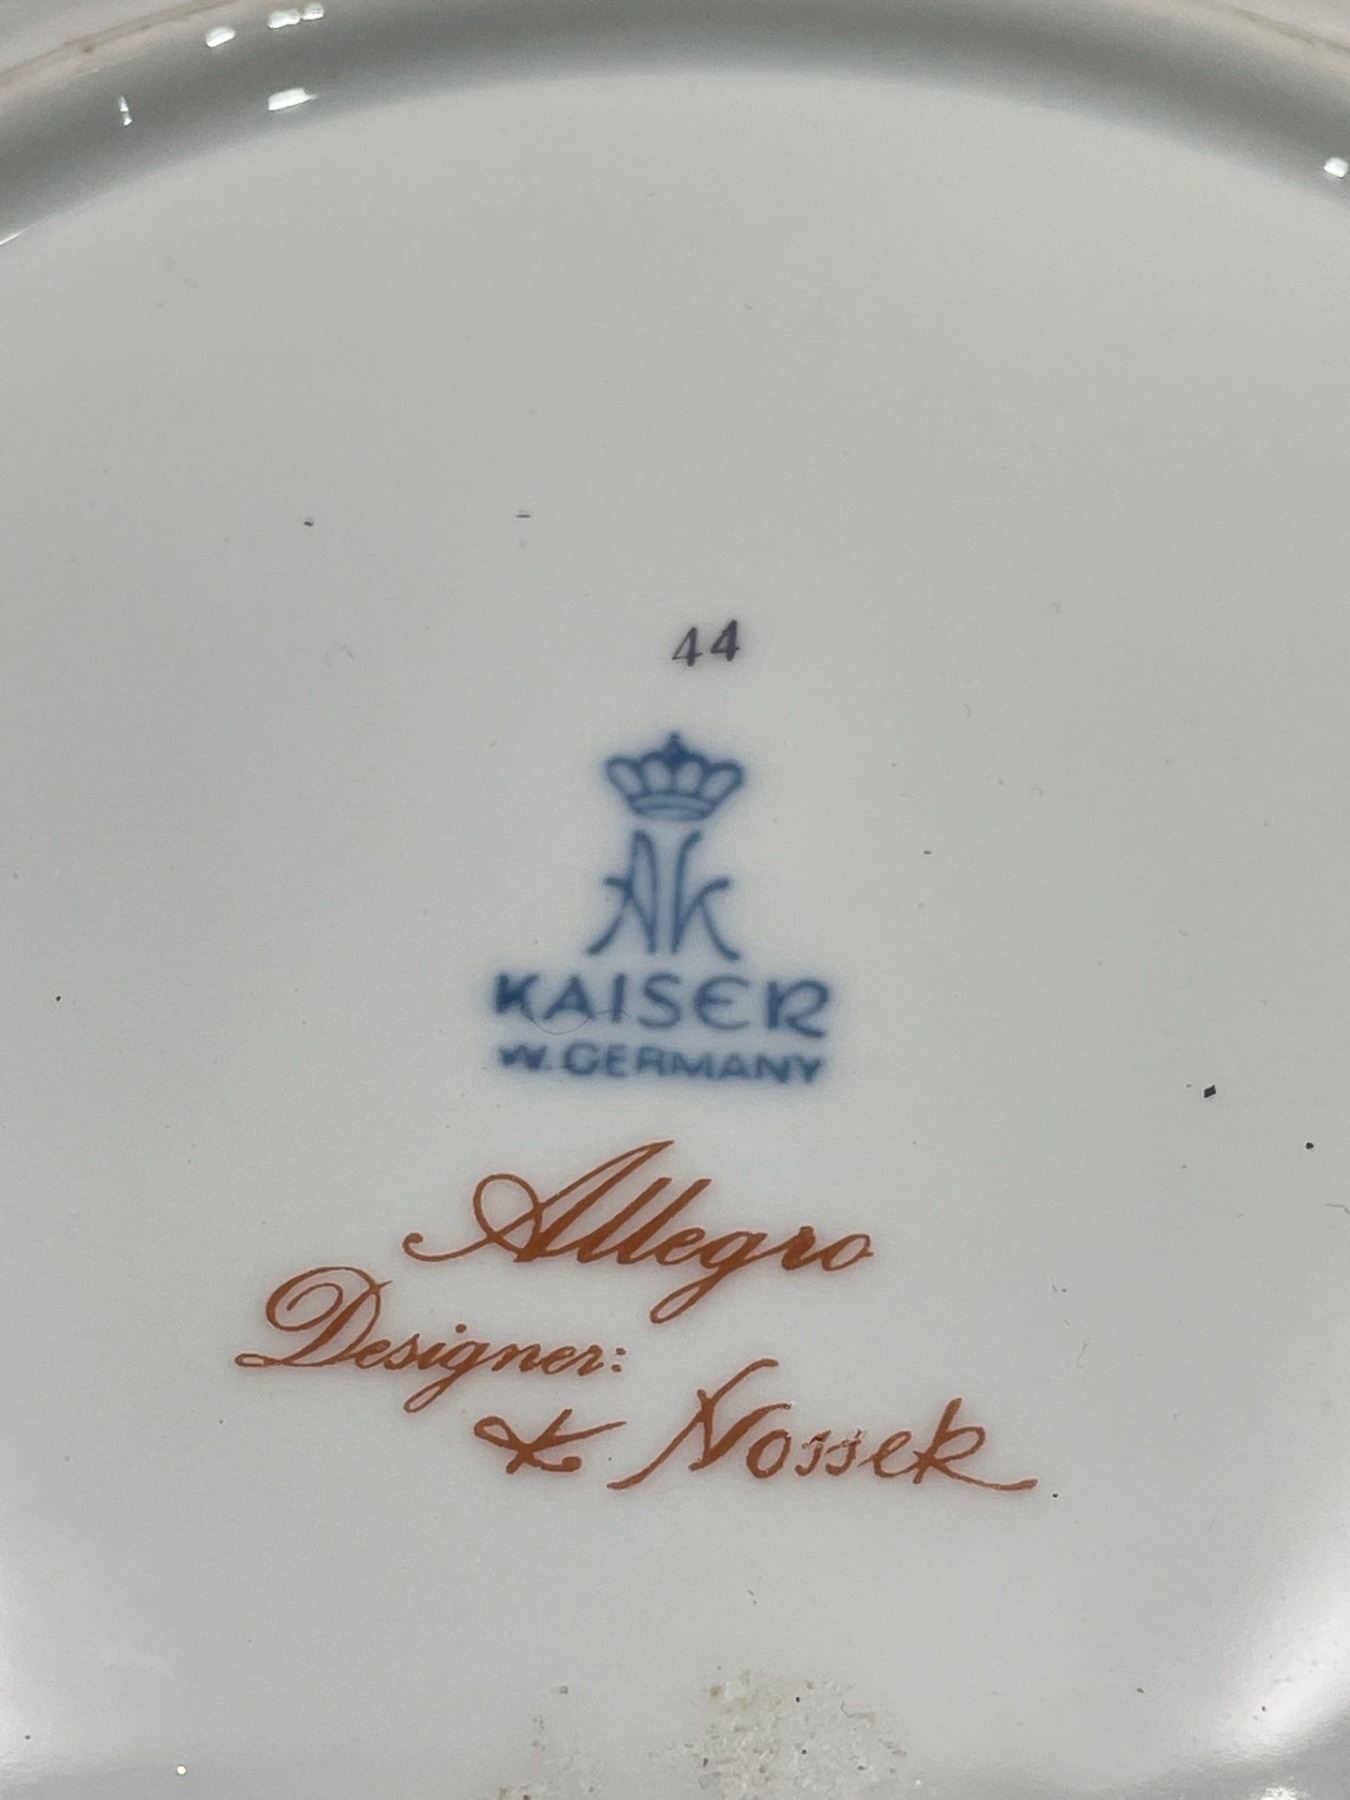 44
AK
KAISER
W. GERMANY
Allegro
Designer:
K Nossek